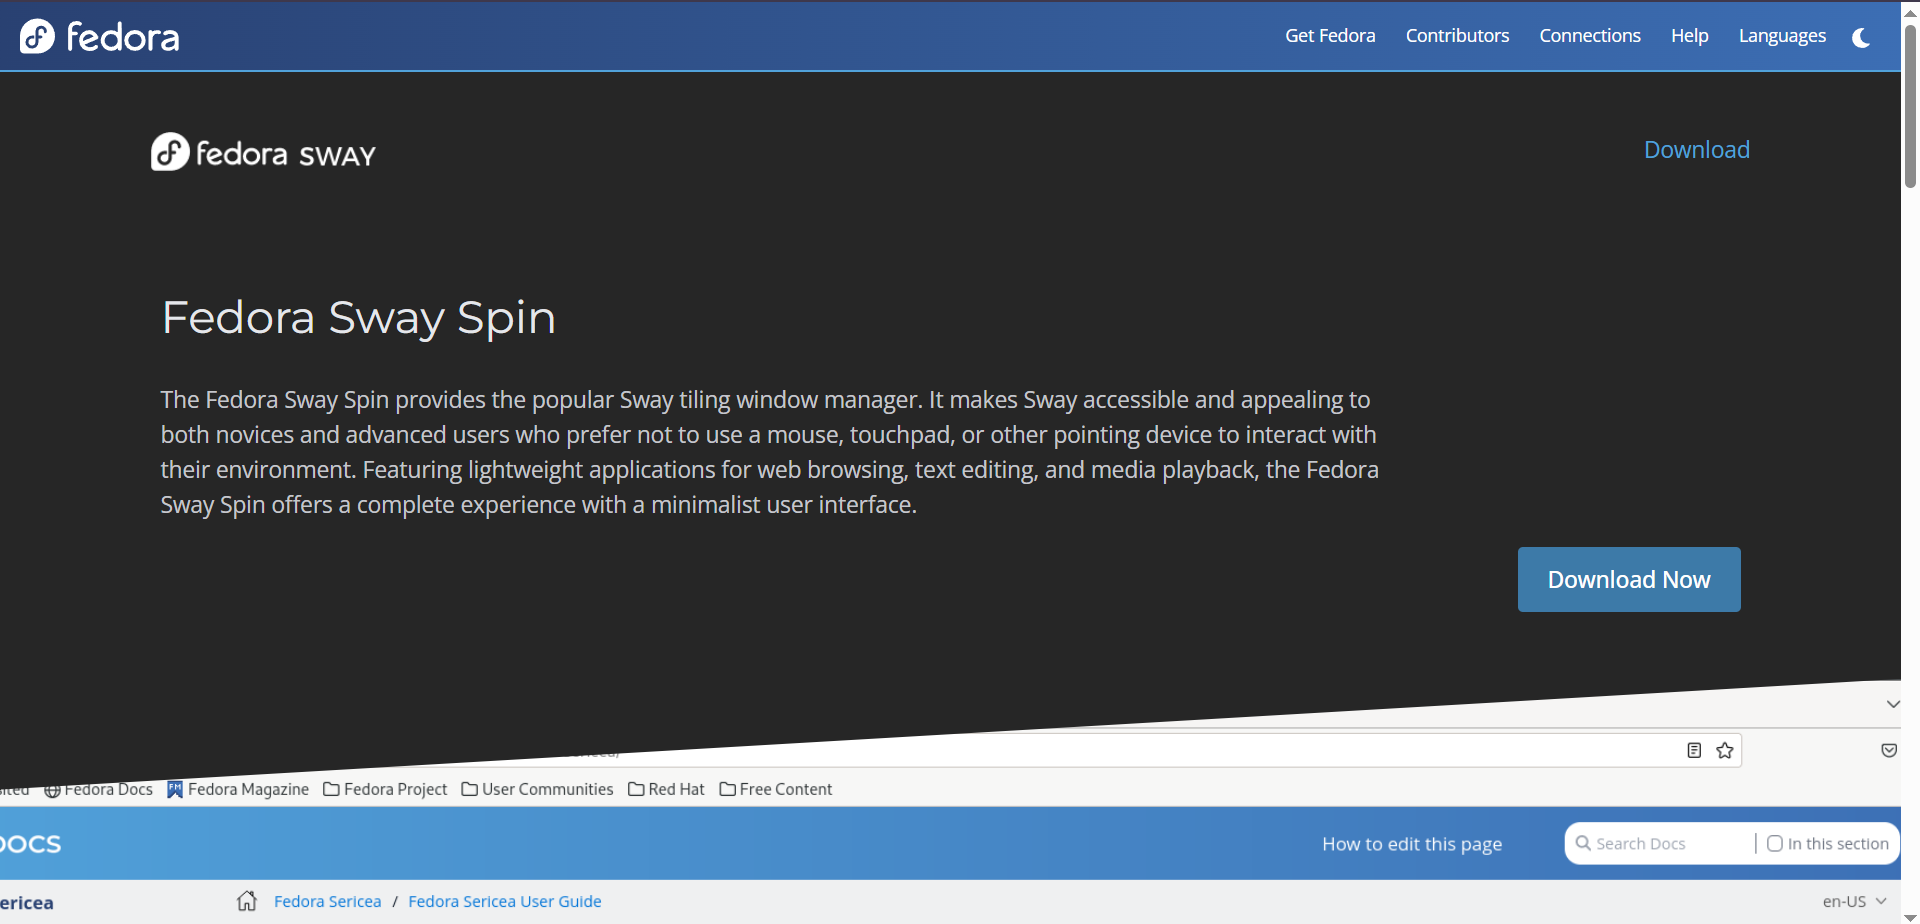 fedora
Get Fedora Contributors Connections Help Languages
fedora SWAY
Download
Fedora Sway Spin
The Fedora Sway Spin provides the popular Sway tiling window manager. It makes Sway accessible and appealing to
both novices and advanced users who prefer not to use a mouse, touchpad, or other pointing device to interact with
their environment. Featuring lightweight applications for web browsing, text editing, and media playback, the Fedora
Sway Spin offers a complete experience with a minimalist user interface.
Download Now
Fedora Docs Fedora Magazine Fedora Project User Communities Red Hat Free Content
DOCS
How to edit this page
Search Docs
In this section
ericea
Fedora Sericea / Fedora Sericea User Guide
en-US